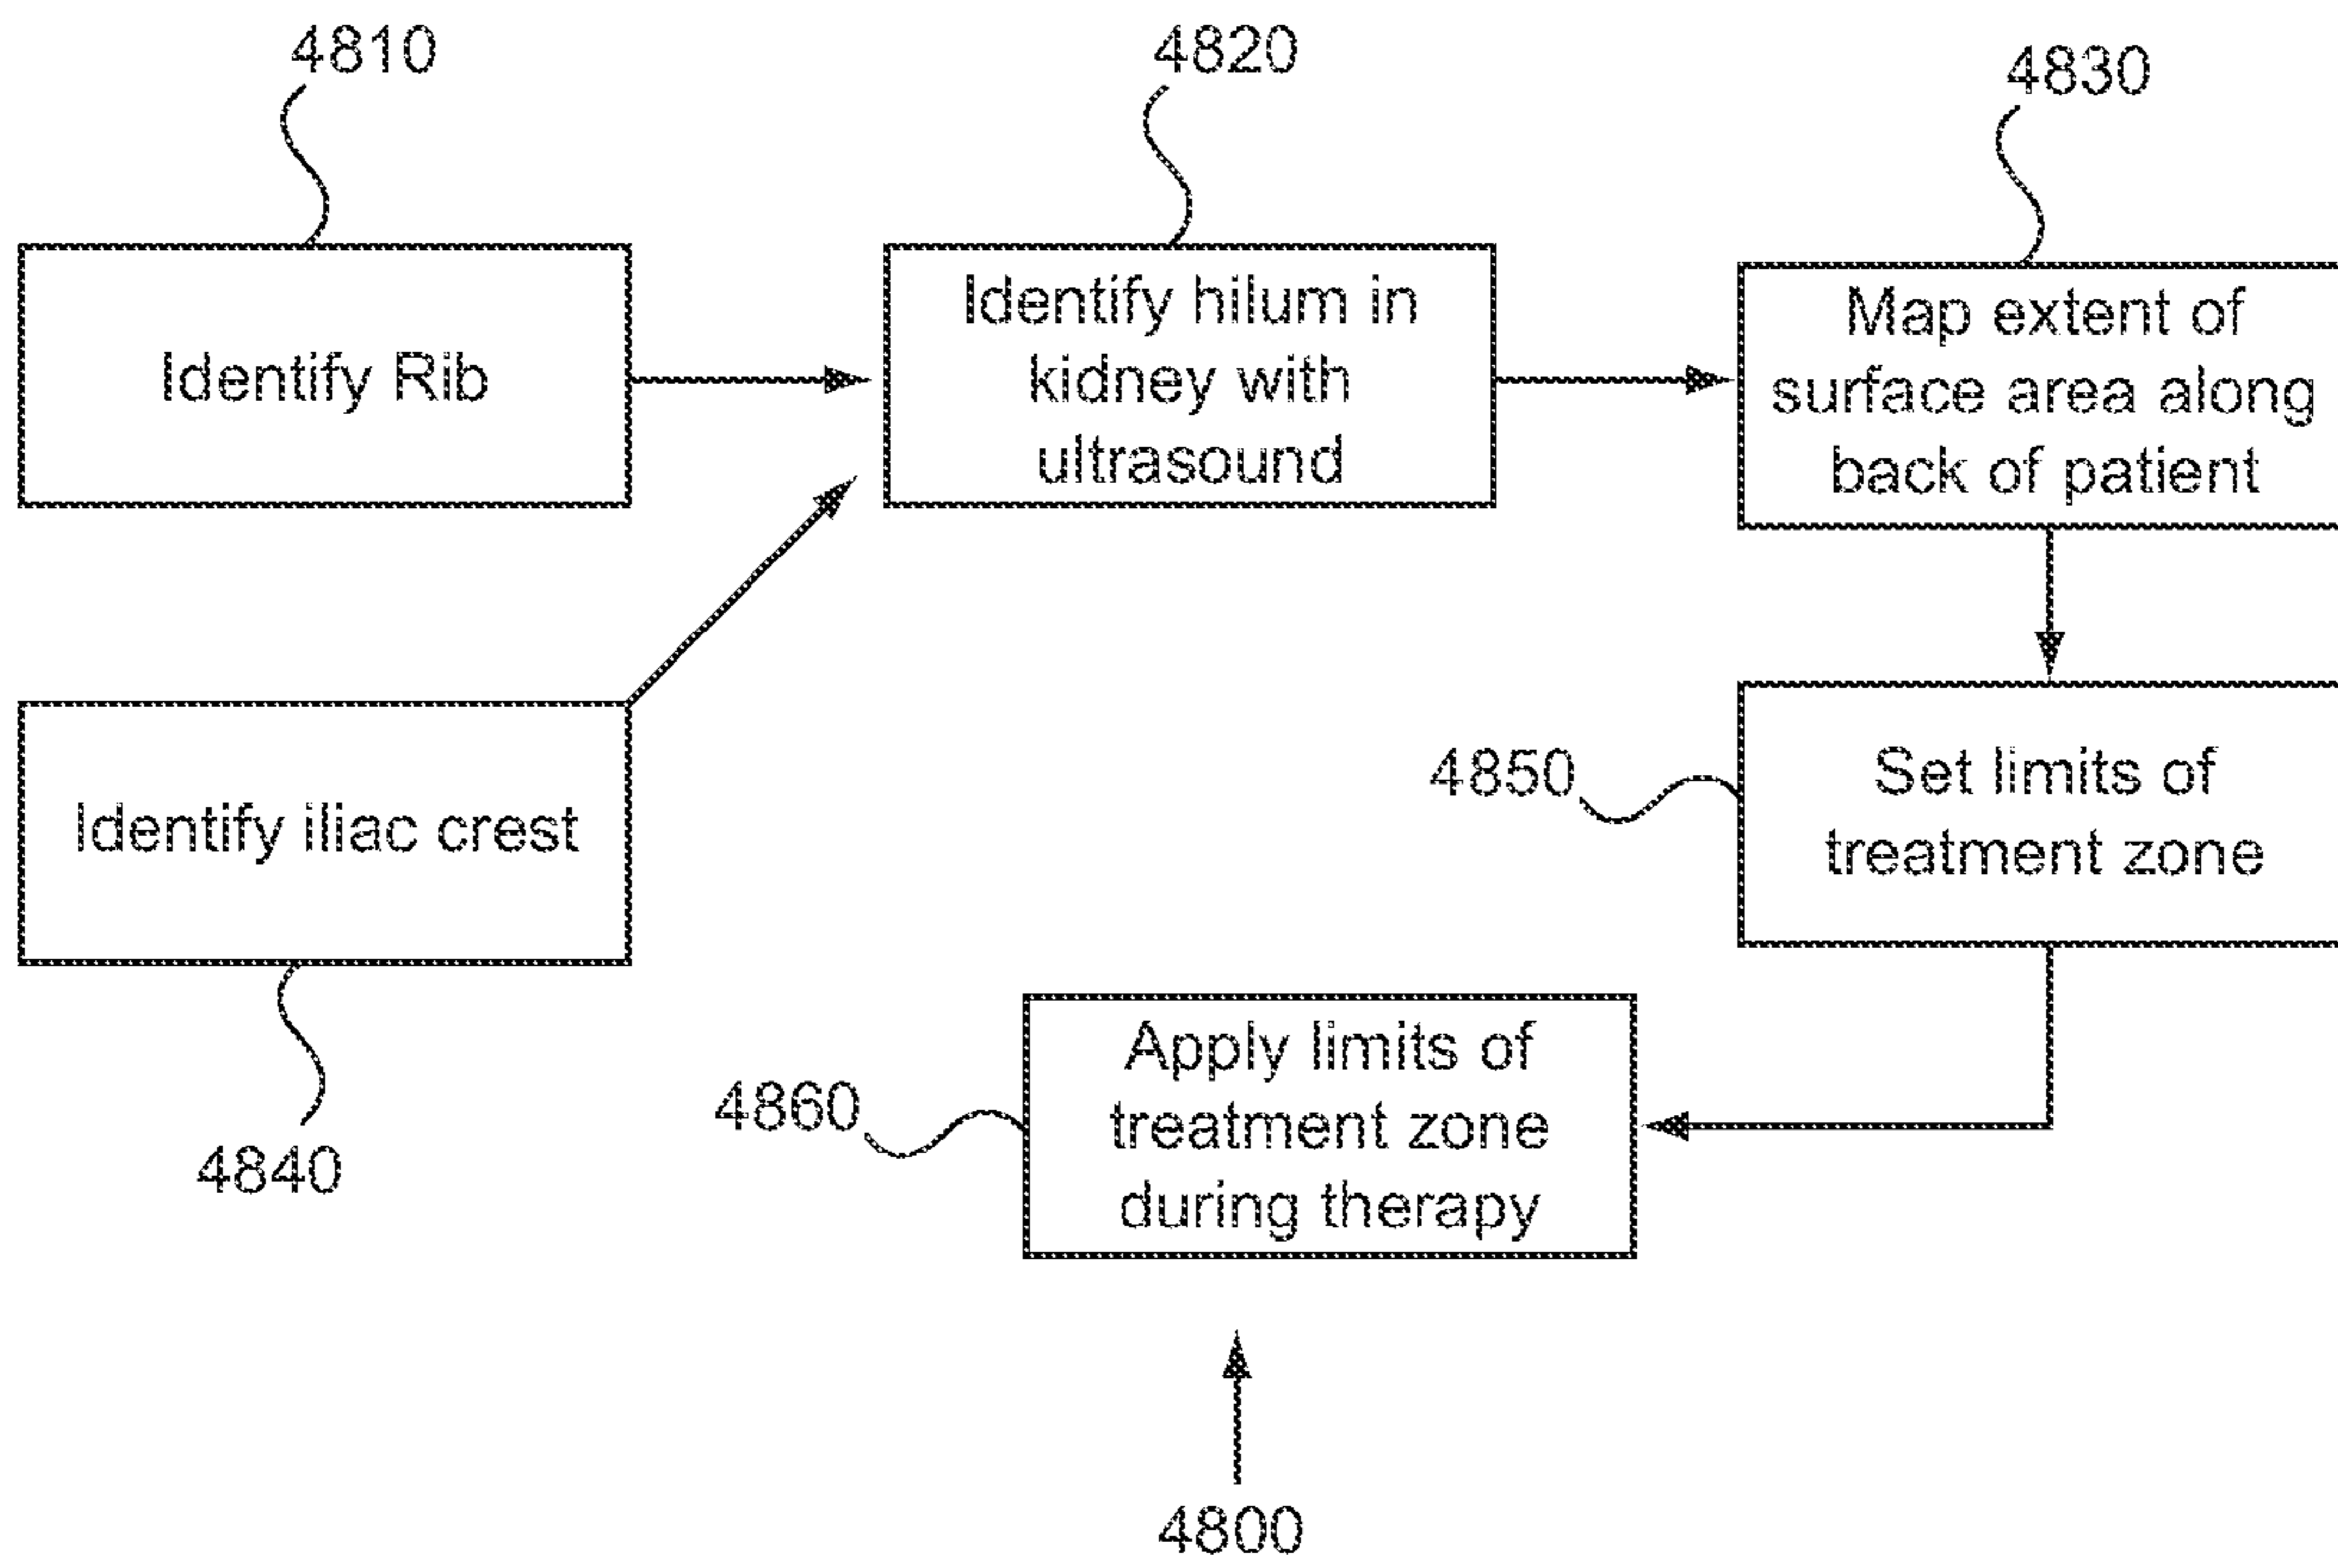 4810
4820
4830
Identify Rib
Identify hilum in
kidney with
ultrasound
Map extent of
surface area along
back of patient
Identify iliac crest
4840
4850
Set limits of
treatment zone
4860
Apply limits of
treatment zone
during therapy
4800